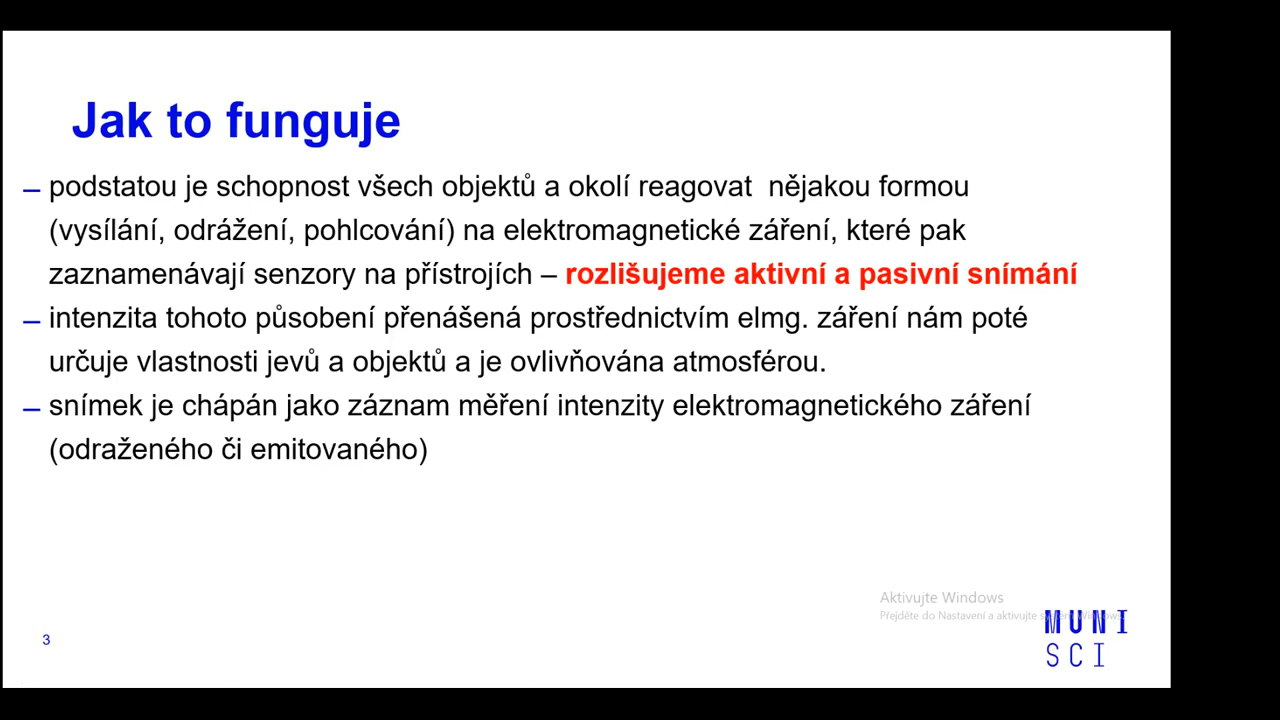 Jak to funguje
– podstatou je schopnost všech objektů a okolí reagovat  nějakou formou
(vysílání, odrážení, pohlcování) na elektromagnetické záření, které pak
zaznamenávají senzory na přístrojích – rozlišujeme aktivní a pasivní snímání
– intenzita tohoto působení přenášená prostřednictvím elmg. záření nám poté
určuje vlastnosti jevů a objektů a je ovlivňována atmosférou.
– snímek je chápán jako záznam měření intenzity elektromagnetického záření
(odraženého či emitovaného)
Aktivujte Windows
Přejděte do Nastavení a aktivujte systém Windows.
MUNI
SCI
3